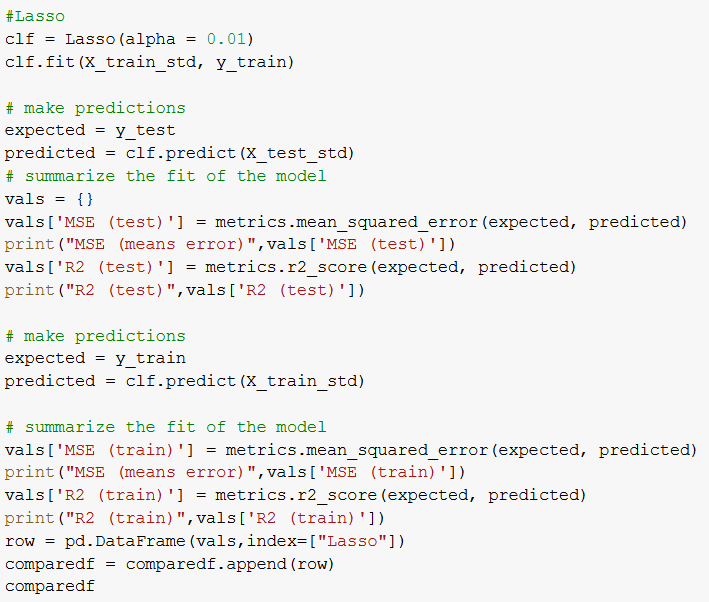 #Lasso
clf = Lasso(alpha = 0.01)
clf.fit(X_train_std, y_train)

# make predictions
expected = y_test
predicted = clf.predict(X_test_std)
# summarize the fit of the model
vals = {}
vals['MSE (test)'] = metrics.mean_squared_error(expected, predicted)
print("MSE (means error)",vals['MSE (test)'])
vals['R2 (test)'] = metrics.r2_score(expected, predicted)
print("R2 (test)",vals['R2 (test)'])

# make predictions
expected = y_train
predicted = clf.predict(X_train_std)

# summarize the fit of the model
vals['MSE (train)'] = metrics.mean_squared_error(expected, predicted)
print("MSE (means error)",vals['MSE (train)'])
vals['R2 (train)'] = metrics.r2_score(expected, predicted)
print("R2 (train)",vals['R2 (train)'])
row = pd.DataFrame(vals,index=["Lasso"])
comparedf = comparedf.append(row)
comparedf